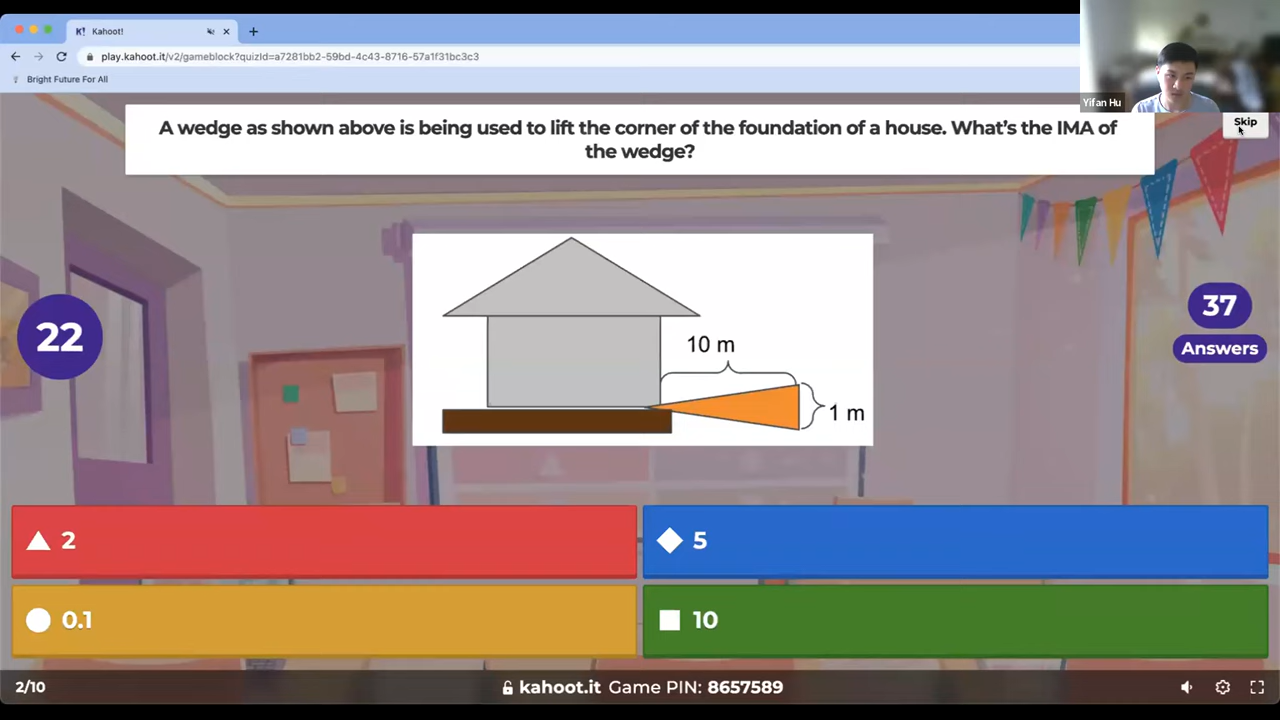 Kahoot!
play.kahoot.it/v2/gameblock?quizId=a7281bb2-59bd-4c43-8716-57a1f31bc3c3
Bright Future For All
Yifan Hu
Skip
A wedge as shown above is being used to lift the corner of the foundation of a house. What's the IMA of
the wedge?
22
37
Answers
10 m
1 m
2
5
0.1
10
2/10
kahoot.it Game PIN: 8657589